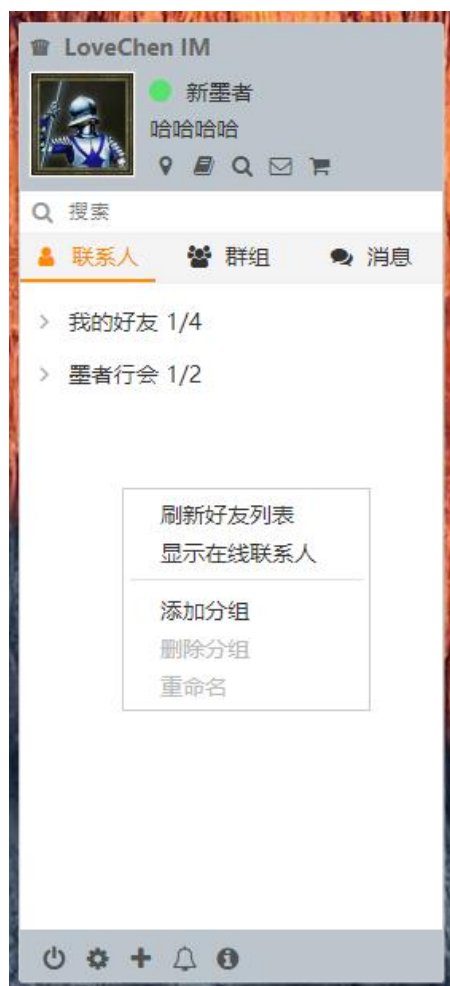 LoveChen IM
新墨者
哈哈哈哈
搜索
联系人 群组 消息
我的好友 1/4
墨者行会 1/2
刷新好友列表
显示在线联系人
添加分组
删除分组
重命名